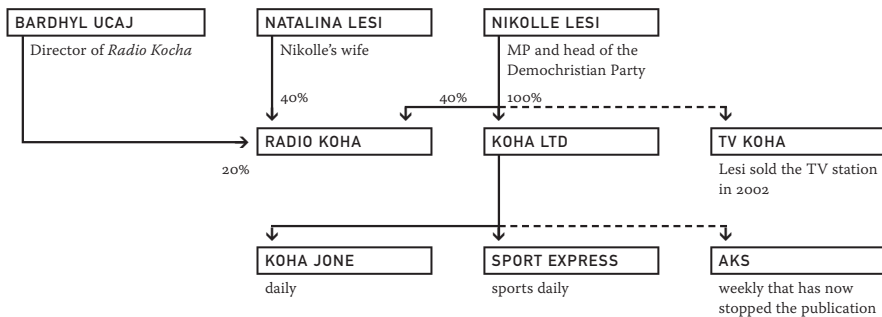 BARDHYL UCAJ
NATALINA LESI
NIKOLLE LESI
Director of Radio Kocha
Nikolle's wife
MP and head of the
Demochristian Party
40%
40%
100%
RADIO KOHA
KOHA LTD
TV KOHA
20%
Lesi sold the TV station
in 2002
KOHA JONE
SPORT EXPRESS
AKS
daily
sports daily
weekly that has now
stopped the publication